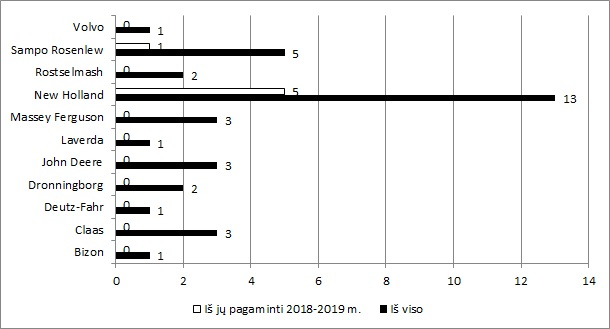 Volvo 0 1
Sampo Rosenlew 1 5
Rostselmash 0 2
New Holland 5 13
Massey Ferguson 0 3
Laverda 0 1
John Deere 0 3
Dronningborg 0 2
Deutz-Fahr 0 1
Claas 0 3
Bizon 0 1
0 2 4 6 8 10 12 14
Iš jų pagaminti 2018-2019 m. Iš viso